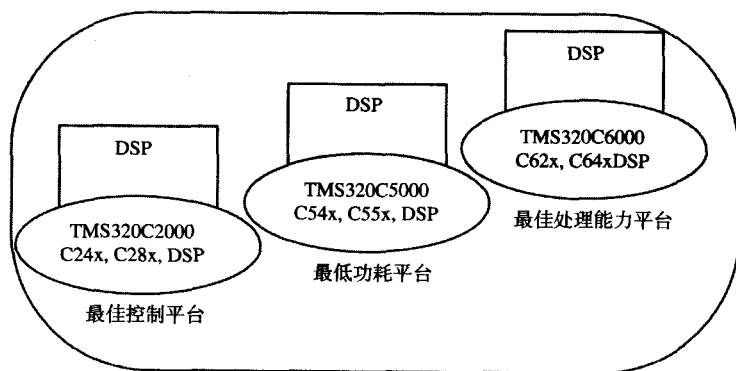 DSP
TMS320C2000
C24x, C28x, DSP
最佳控制平台
DSP
TMS320C5000
C54x, C55x, DSP
最低功耗平台
DSP
TMS320C6000
C62x, C64xDSP
最佳处理能力平台